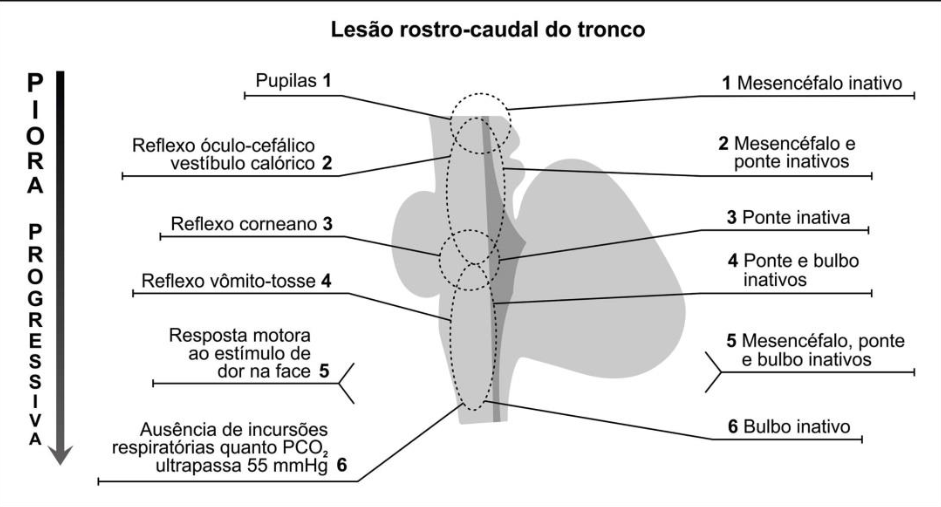 Lesão rostro-caudal do tronco
PIORA PROGRESSIVA
Pupilas 1
Reflexo óculo-cefálico
vestíbulo calórico 2
Reflexo corneano 3
Reflexo vômito-tosse 4
Resposta motora
ao estímulo de
dor na face 5
Ausência de incursões
respiratórias quanto PCO₂
ultrapassa 55 mmHg 6
1 Mesencéfalo inativo
2 Mesencéfalo e
ponte inativos
3 Ponte inativa
4 Ponte e bulbo
inativos
5 Mesencéfalo, ponte
e bulbo inativos
6 Bulbo inativo